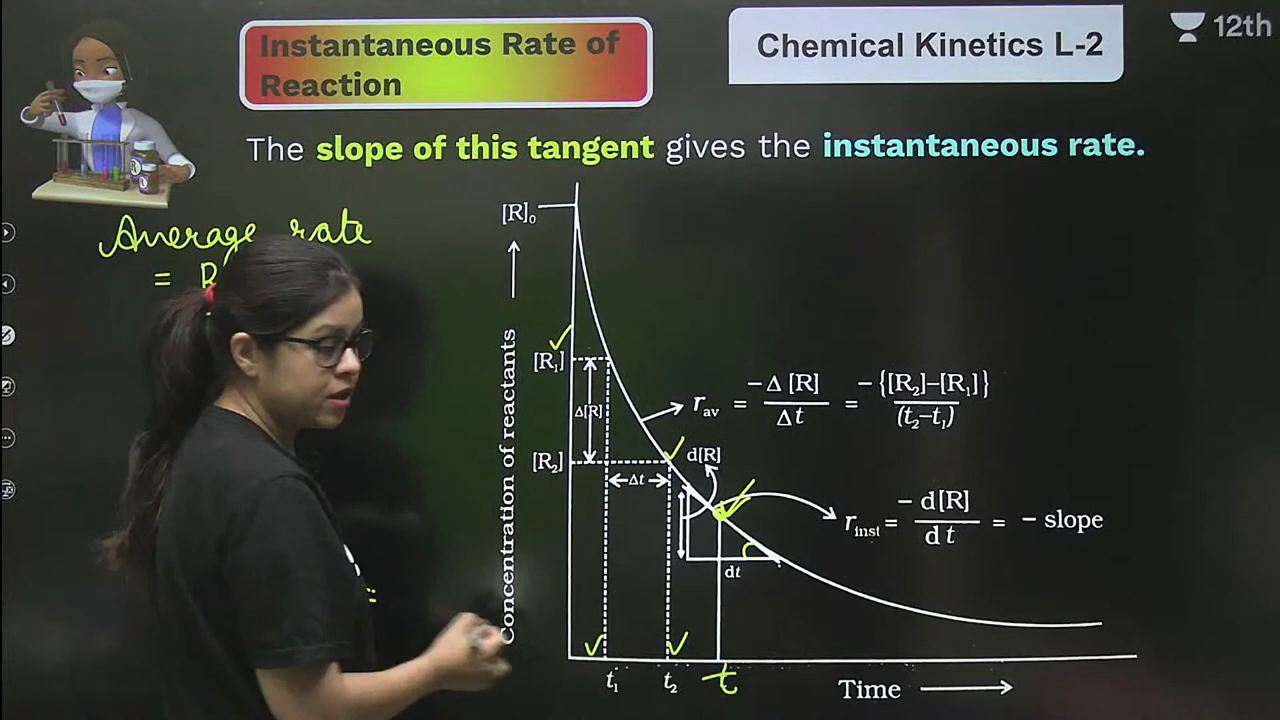 Instantaneous Rate of
Reaction
Chemical Kinetics L-2
12th
The slope of this tangent gives the instantaneous rate.
Average rate
= R
[R]₀
Concentration of reactants
[R₁]
Δ[R]
[R₂]
Δt
r_av = −Δ[R]/Δt = −{[R₂]−[R₁]}/(t₂−t₁)
d[R]
r_inst = −d[R]/dt = − slope
dt
t₁ t₂ t
Time